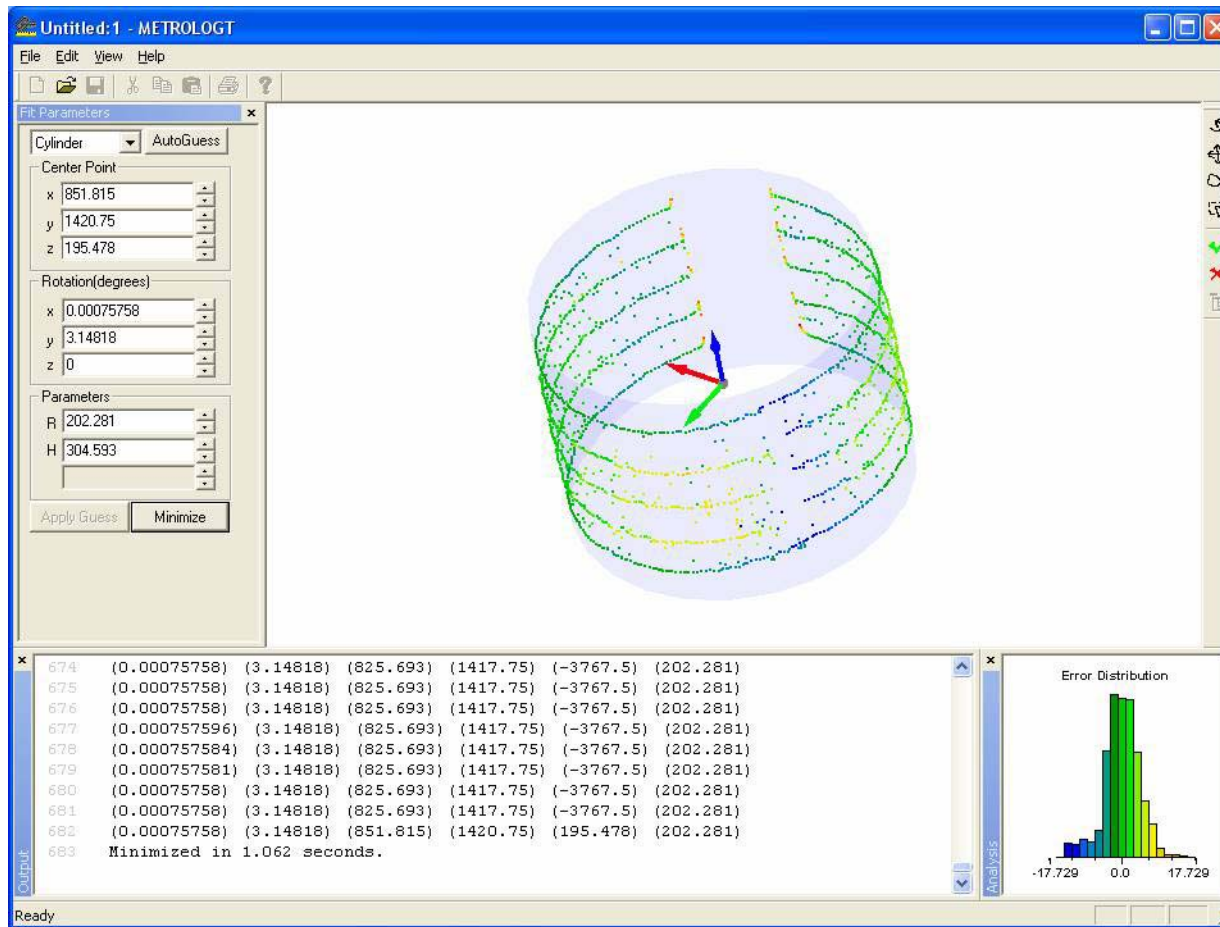 Untitled:1 - METROLOGT
File Edit View Help
Fit Parameters
Cylinder AutoGuess
Center Point
x 851.815
y 1420.75
z 195.478
Rotation(degrees)
x 0.00075758
y 3.14818
z 0
Parameters
R 202.281
H 304.593
Apply Guess Minimize
Output
674 (0.00075758) (3.14818) (825.693) (1417.75) (-3767.5) (202.281)
675 (0.00075758) (3.14818) (825.693) (1417.75) (-3767.5) (202.281)
676 (0.00075758) (3.14818) (825.693) (1417.75) (-3767.5) (202.281)
677 (0.000757596) (3.14818) (825.693) (1417.75) (-3767.5) (202.281)
678 (0.000757584) (3.14818) (825.693) (1417.75) (-3767.5) (202.281)
679 (0.000757581) (3.14818) (825.693) (1417.75) (-3767.5) (202.281)
680 (0.00075758) (3.14818) (825.693) (1417.75) (-3767.5) (202.281)
681 (0.00075758) (3.14818) (825.693) (1417.75) (-3767.5) (202.281)
682 (0.00075758) (3.14818) (851.815) (1420.75) (195.478) (202.281)
683 Minimized in 1.062 seconds.
Analysis
Error Distribution
-17.729 0.0 17.729
Ready